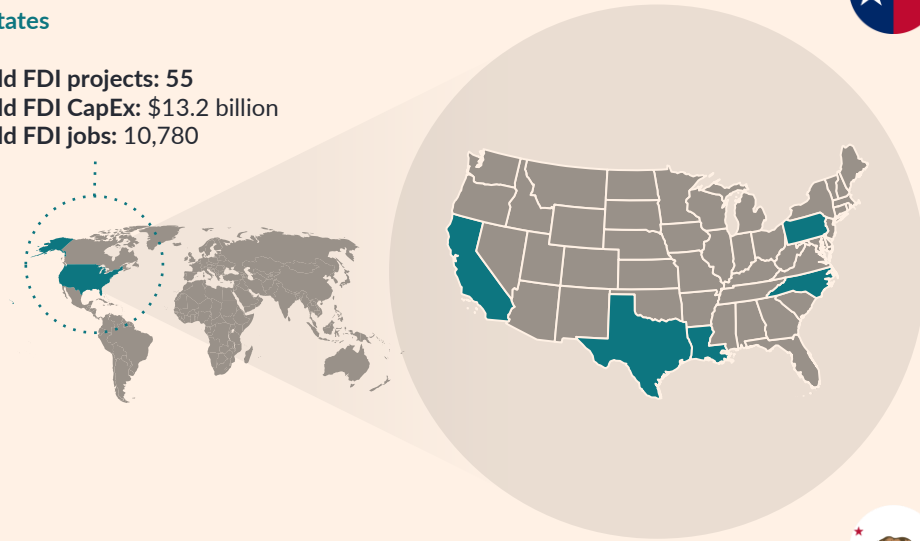 tates
ld FDI projects: 55
ld FDI CapEx: $13.2 billion
ld FDI jobs: 10,780